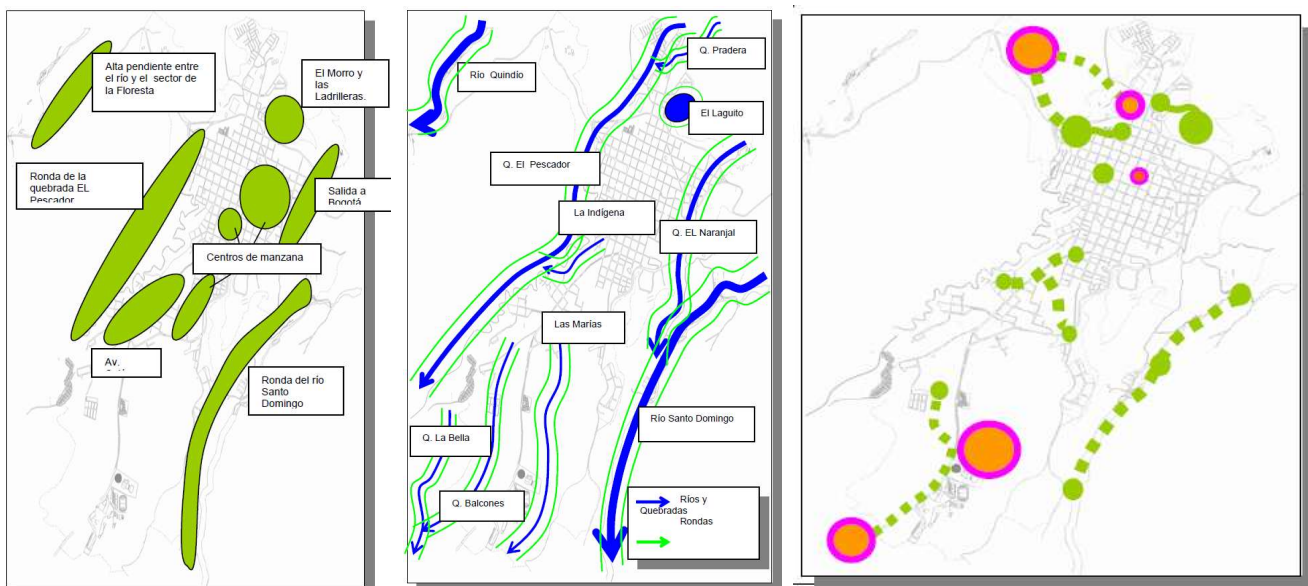 Alta pendiente entre
el río y el sector de
la Floresta
El Morro y
las
Ladrilleras.
Ronda de la
quebrada EL
Pescador
Salida a
Bogotá
Centros de manzana
Av.
Ronda del río
Santo
Domingo
Q. Pradera
Río Quindío
El Laguito
Q. El Pescador
La Indígena
Q. EL Naranjal
Las Marías
Río Santo Domingo
Q. La Bella
Q. Balcones
Ríos y
Quebradas
Rondas